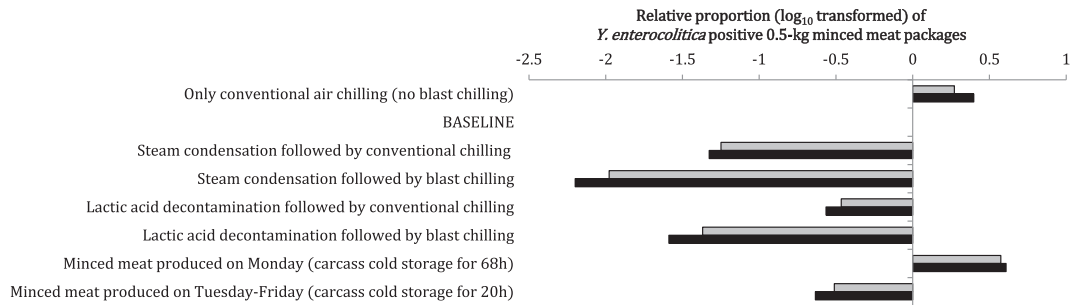 Relative proportion (log10 transformed) of
Y. enterocolitica positive 0.5-kg minced meat packages
-2.5 -2 -1.5 -1 -0.5 0 0.5 1
Only conventional air chilling (no blast chilling)
BASELINE
Steam condensation followed by conventional chilling
Steam condensation followed by blast chilling
Lactic acid decontamination followed by conventional chilling
Lactic acid decontamination followed by blast chilling
Minced meat produced on Monday (carcass cold storage for 68h)
Minced meat produced on Tuesday-Friday (carcass cold storage for 20h)